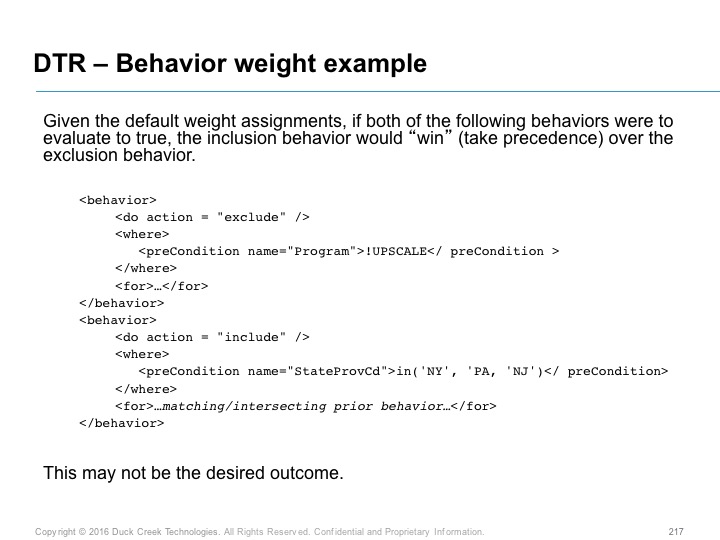 DTR – Behavior weight example
Given the default weight assignments, if both of the following behaviors were to
evaluate to true, the inclusion behavior would “win” (take precedence) over the
exclusion behavior.
<behavior>
<do action = "exclude" />
<where>
<preCondition name="Program">!UPSCALE</ preCondition >
</where>
<for>…</for>
</behavior>
<behavior>
<do action = "include" />
<where>
<preCondition name="StateProvCd">in('NY', 'PA, 'NJ')</ preCondition>
</where>
<for>…matching/intersecting prior behavior…</for>
</behavior>
This may not be the desired outcome.
Copyright © 2016 Duck Creek Technologies. All Rights Reserved. Confidential and Proprietary Information.
217